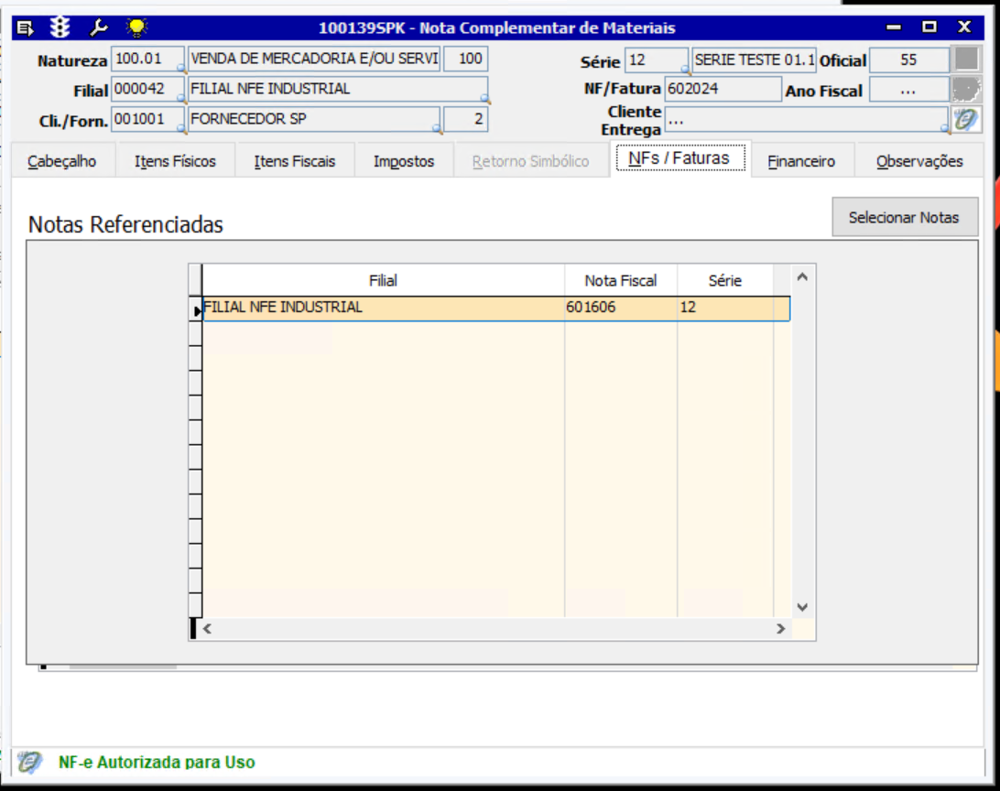 100139SPK - Nota Complementar de Materiais
Natureza 100.01 VENDA DE MERCADORIA E/OU SERVI 100 Série 12 SERIE TESTE 01.1 Oficial 55
Filial 000042 FILIAL NFE INDUSTRIAL NF/Fatura 602024 Ano Fiscal ...
Cli./Forn. 001001 FORNECEDOR SP 2 Cliente Entrega ...
Cabeçalho Itens Físicos Itens Fiscais Impostos Retorno Simbólico NFs / Faturas Financeiro Observações
Selecionar Notas
Notas Referenciadas
Filial Nota Fiscal Série
FILIAL NFE INDUSTRIAL 601606 12
NF-e Autorizada para Uso